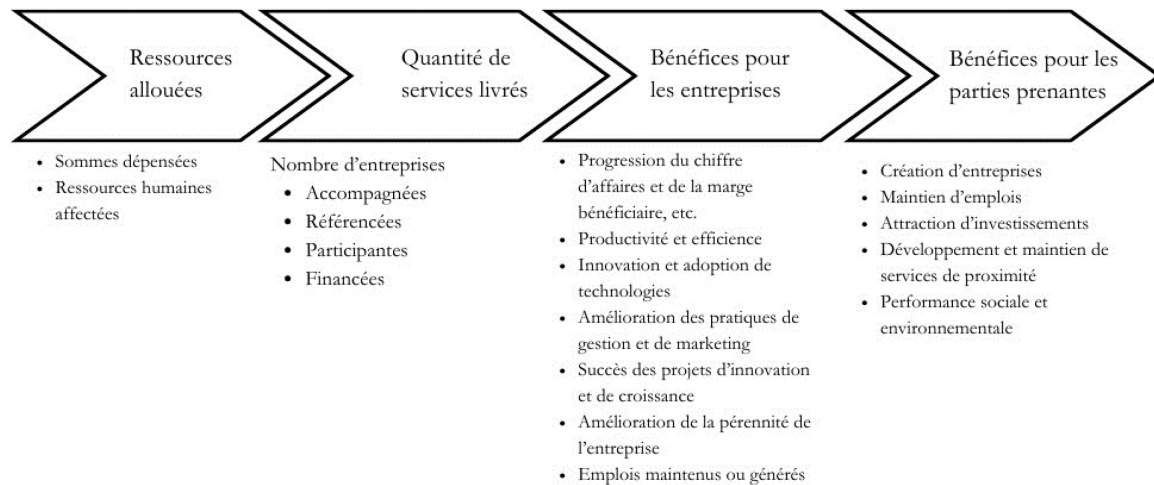 Ressources
allouées
Quantité de
services livrés
Bénéfices pour
les entreprises
Bénéfices pour les
parties prenantes
• Sommes dépensées
• Ressources humaines
affectées
Nombre d'entreprises
• Accompagnées
• Référencées
• Participantes
• Financées
• Progression du chiffre
d'affaires et de la marge
bénéficiaire, etc.
• Productivité et efficience
• Innovation et adoption de
technologies
• Amélioration des pratiques de
gestion et de marketing
• Succès des projets d'innovation
et de croissance
• Amélioration de la pérennité de
l'entreprise
• Emplois maintenus ou générés
• Création d'entreprises
• Maintien d'emplois
• Attraction d'investissements
• Développement et maintien de
services de proximité
• Performance sociale et
environnementale